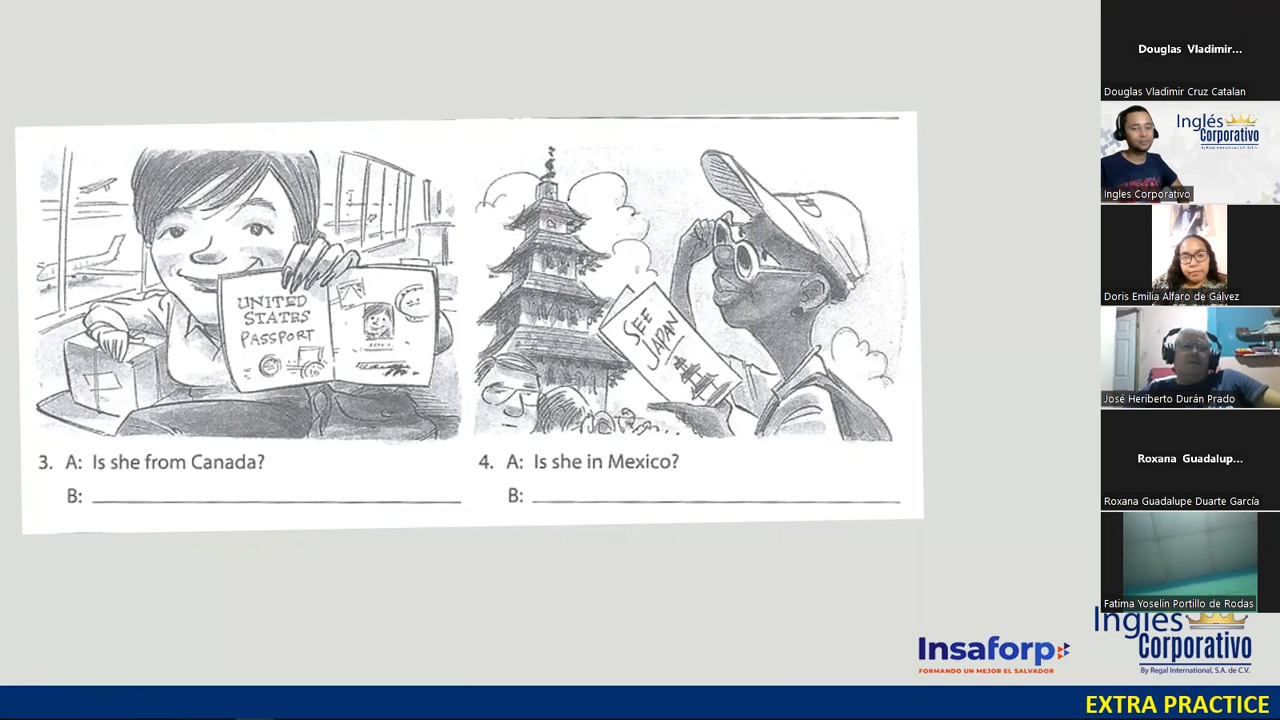 UNITED
STATES
PASSPORT
SEE
JAPAN
3. A: Is she from Canada?
B:
4. A: Is she in Mexico?
B:
Douglas Vladimir...
Douglas Vladimir Cruz Catalan
Inglés
Corporativo
Ingles Corporativo
Doris Emilia Alfaro de Gálvez
José Heriberto Durán Prado
Roxana Guadalup...
Roxana Guadalupe Duarte García
Fatima Yoselin Portillo de Rodas
Insaforp
FORMANDO UN MEJOR EL SALVADOR
Inglés
Corporativo
By Regal International, S.A. de C.V.
EXTRA PRACTICE